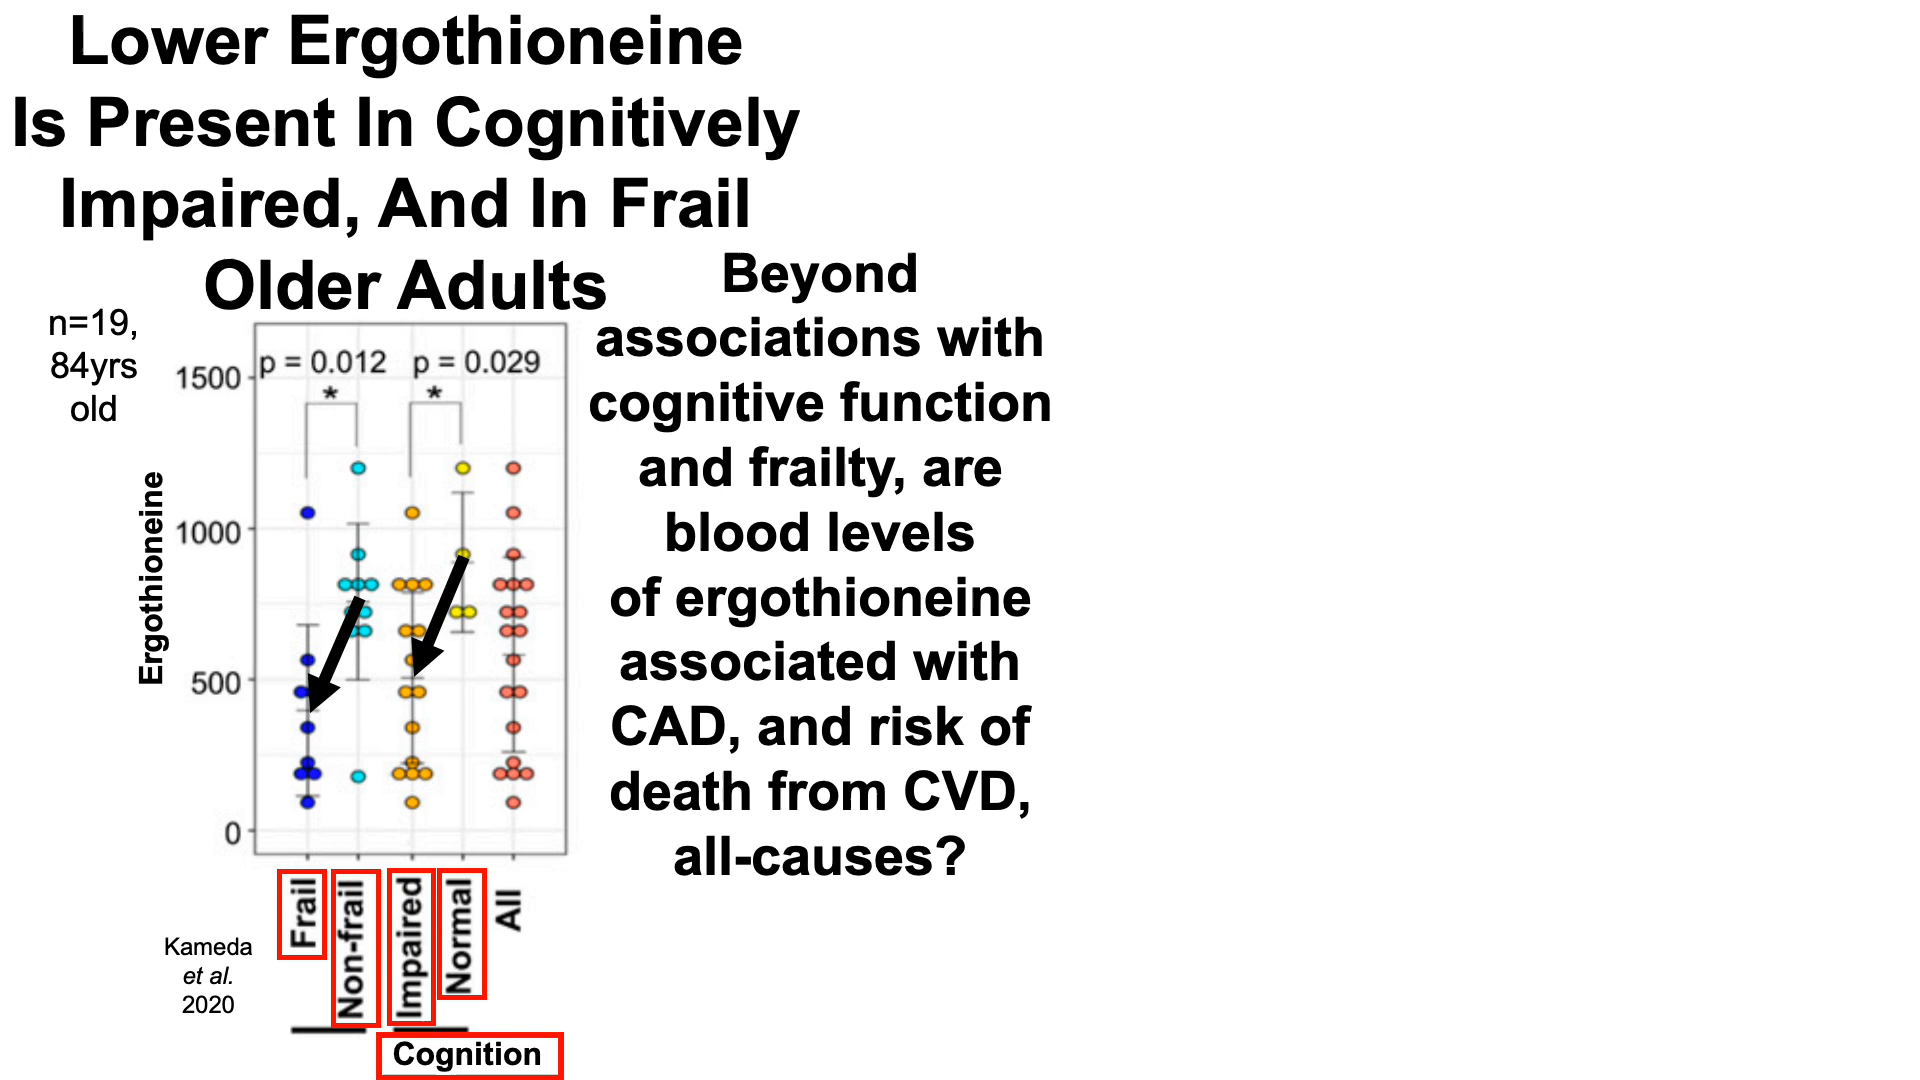 Lower Ergothioneine
Is Present In Cognitively
Impaired, And In Frail
Older Adults
n=19,
84yrs
old
Beyond
associations with
cognitive function
and frailty, are
blood levels
of ergothioneine
associated with
CAD, and risk of
death from CVD,
all-causes?
p = 0.012
p = 0.029
*
*
1500
1000
500
0
Ergothioneine
Frail
Non-frail
Impaired
Normal
All
Cognition
Kameda
et al.
2020